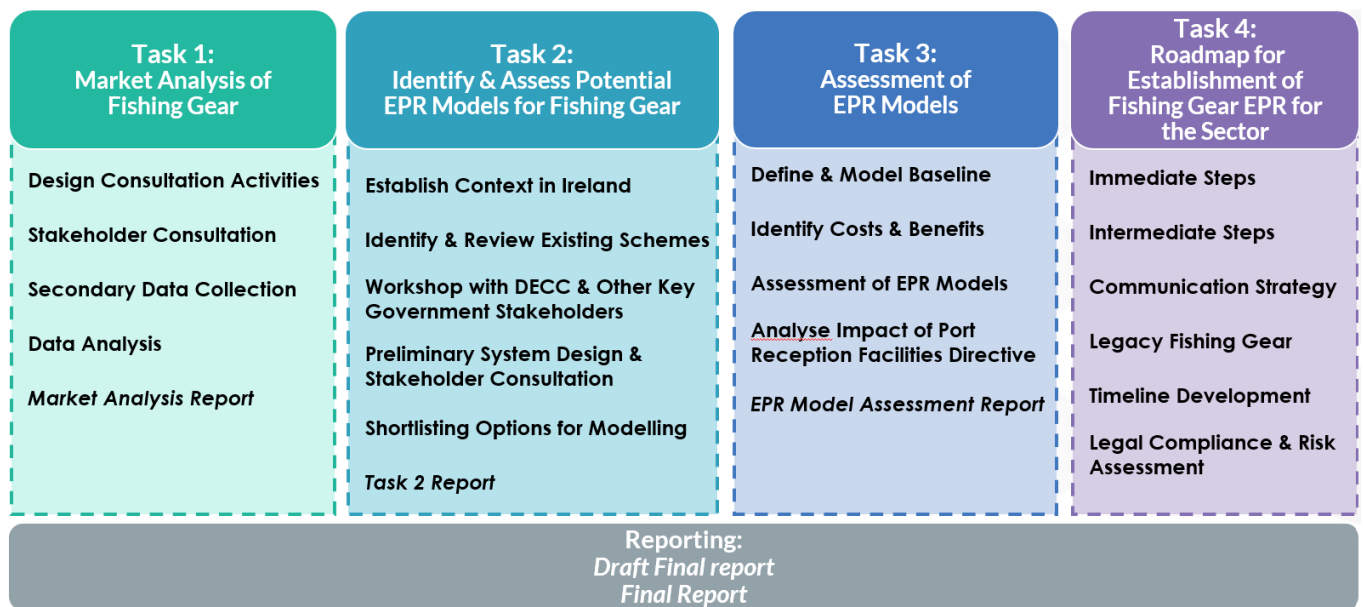 Task 1:
Market Analysis of
Fishing Gear
Design Consultation Activities
Stakeholder Consultation
Secondary Data Collection
Data Analysis
Market Analysis Report
Task 2:
Identify & Assess Potential
EPR Models for Fishing Gear
Establish Context in Ireland
Identify & Review Existing Schemes
Workshop with DECC & Other Key
Government Stakeholders
Preliminary System Design &
Stakeholder Consultation
Shortlisting Options for Modelling
Task 2 Report
Task 3:
Assessment of
EPR Models
Define & Model Baseline
Identify Costs & Benefits
Assessment of EPR Models
Analyse Impact of Port
Reception Facilities Directive
EPR Model Assessment Report
Task 4:
Roadmap for
Establishment of
Fishing Gear EPR for
the Sector
Immediate Steps
Intermediate Steps
Communication Strategy
Legacy Fishing Gear
Timeline Development
Legal Compliance & Risk
Assessment
Reporting:
Draft Final report
Final Report